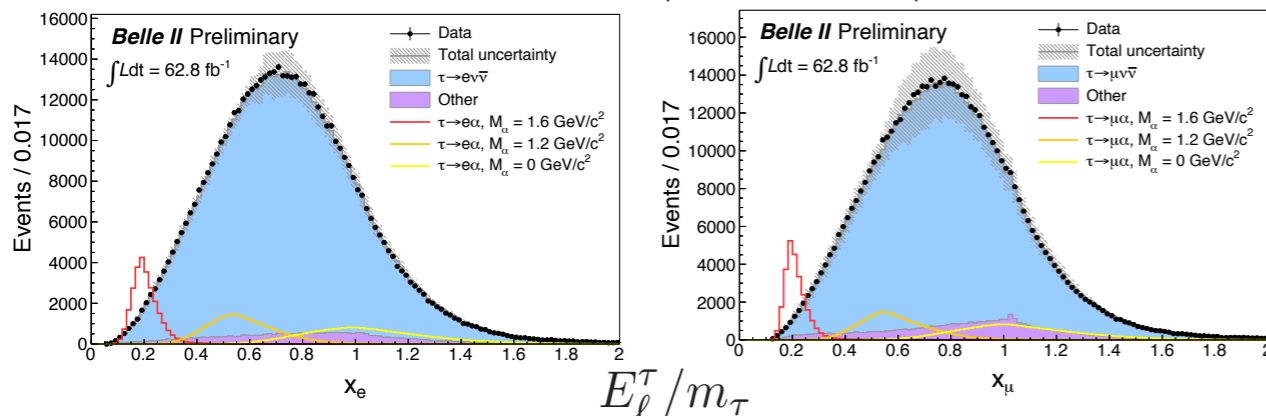 Belle II Preliminary
∫Ldt = 62.8 fb⁻¹
Data
Total uncertainty
τ→eνν̄
Other
τ→eα, Mα = 1.6 GeV/c²
τ→eα, Mα = 1.2 GeV/c²
τ→eα, Mα = 0 GeV/c²
Events / 0.017
16000
14000
12000
10000
8000
6000
4000
2000
0
0 0.2 0.4 0.6 0.8 1 1.2 1.4 1.6 1.8 2
xₑ
Belle II Preliminary
∫Ldt = 62.8 fb⁻¹
Data
Total uncertainty
τ→μνν̄
Other
τ→μα, Mα = 1.6 GeV/c²
τ→μα, Mα = 1.2 GeV/c²
τ→μα, Mα = 0 GeV/c²
Events / 0.017
16000
14000
12000
10000
8000
6000
4000
2000
0
0 0.2 0.4 0.6 0.8 1 1.2 1.4 1.6 1.8 2
x_μ
E_ℓ^τ/m_τ